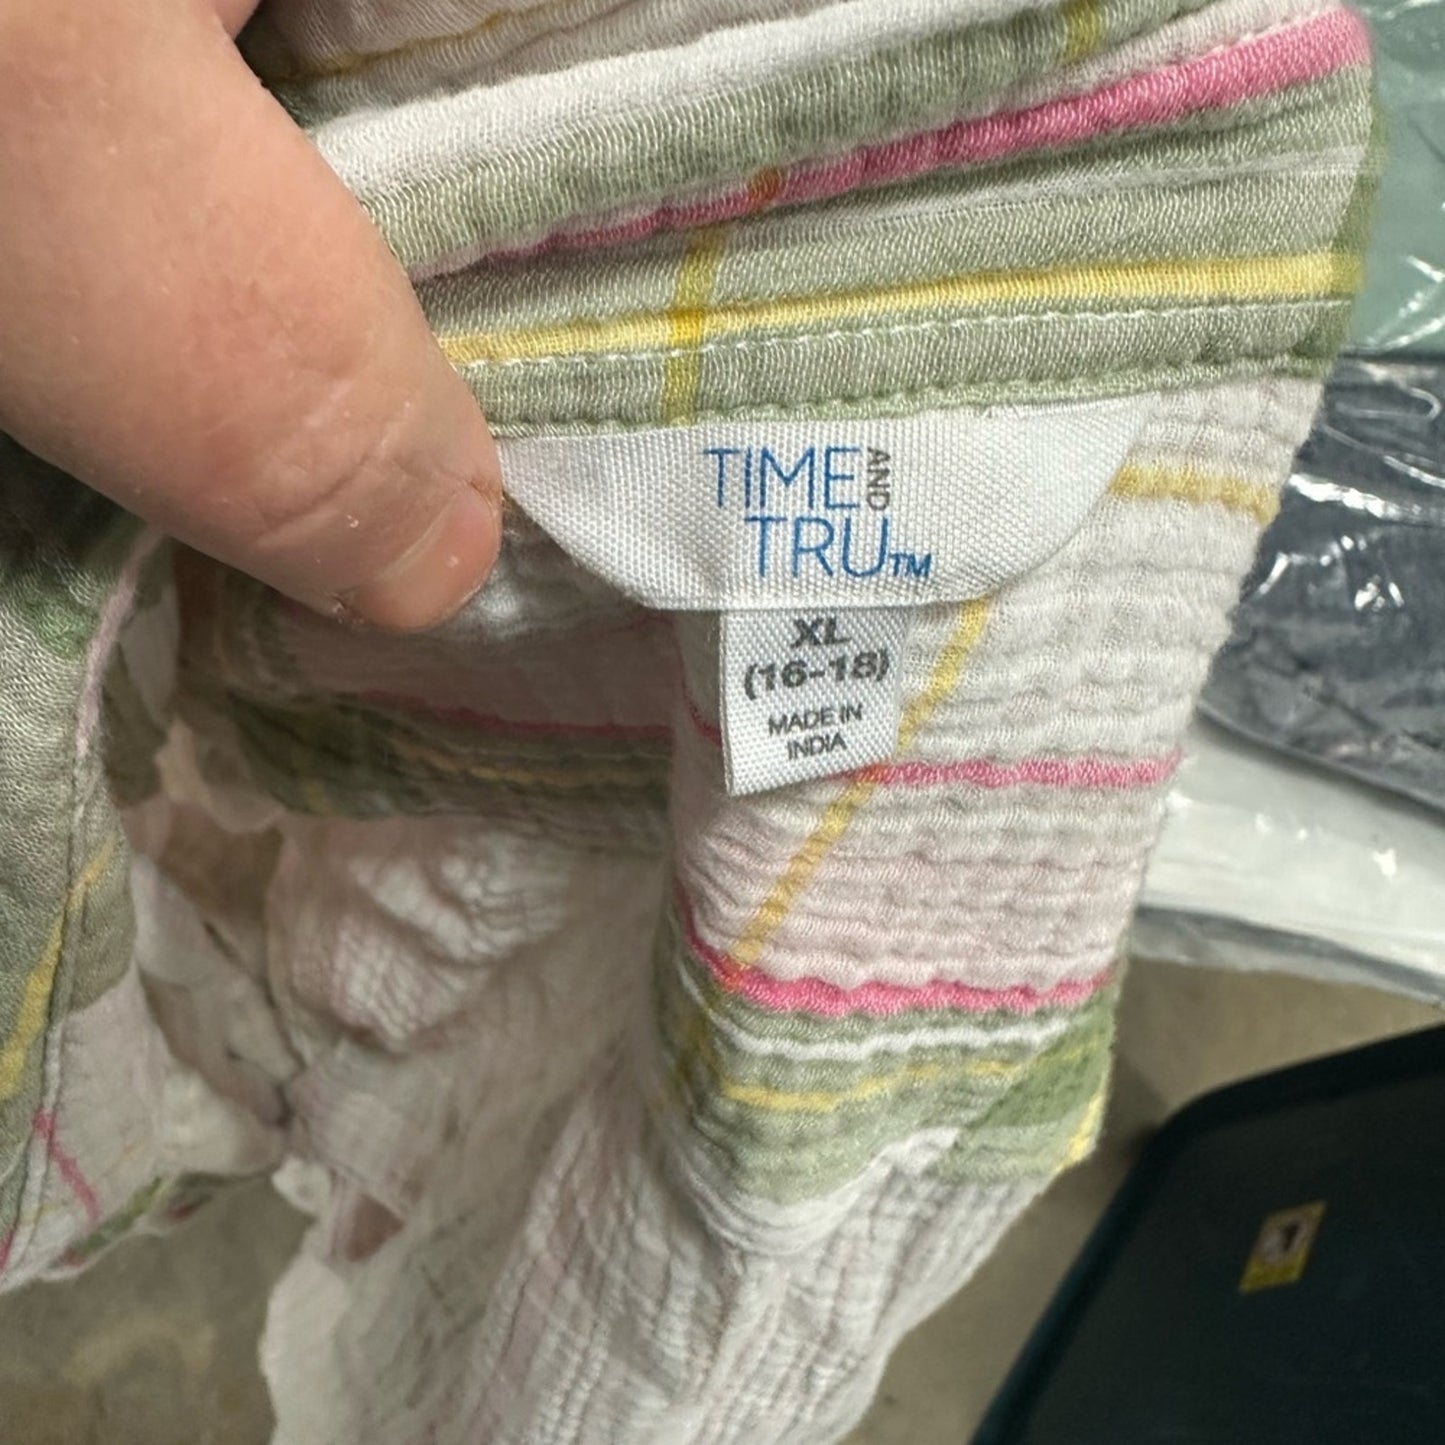 TIME AND
TRU™
XL
(16-18)
MADE IN
INDIA